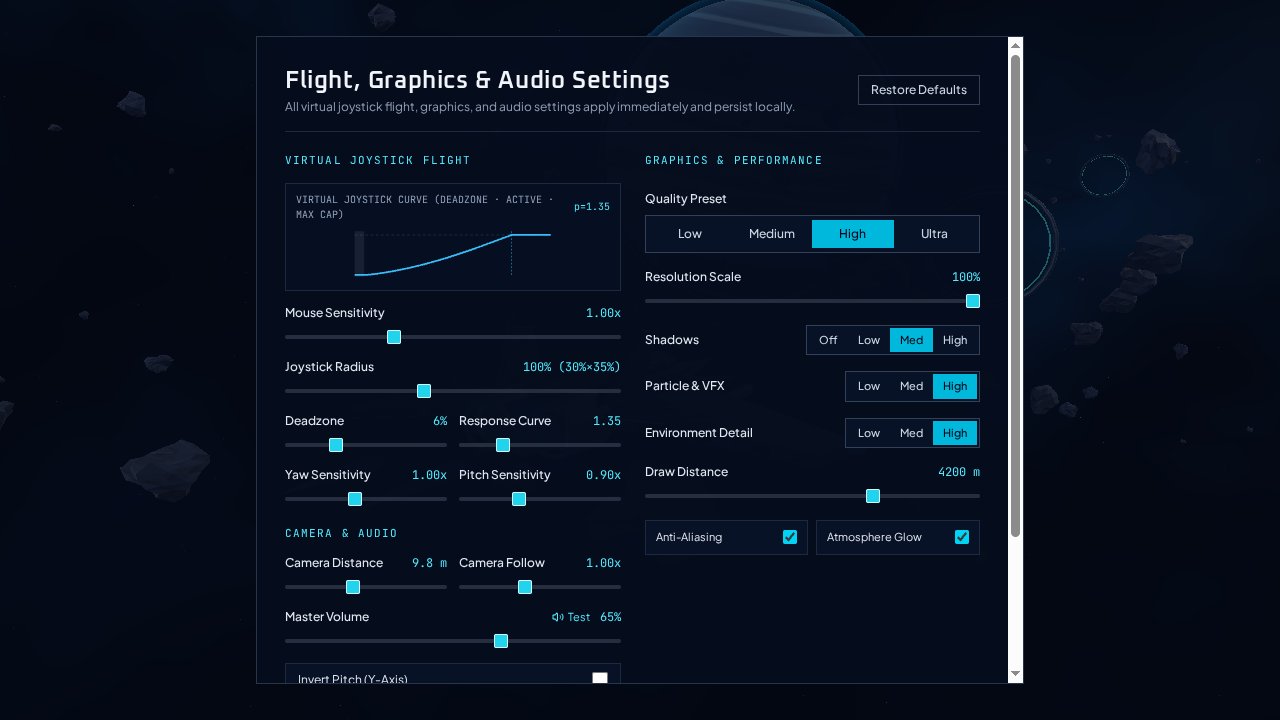 Flight, Graphics & Audio Settings
All virtual joystick flight, graphics, and audio settings apply immediately and persist locally.
Restore Defaults
VIRTUAL JOYSTICK FLIGHT
VIRTUAL JOYSTICK CURVE (DEADZONE · ACTIVE ·
MAX CAP)
p=1.35
Mouse Sensitivity 1.00x
Joystick Radius 100% (30%×35%)
Deadzone 6% Response Curve 1.35
Yaw Sensitivity 1.00x Pitch Sensitivity 0.90x
CAMERA & AUDIO
Camera Distance 9.8 m Camera Follow 1.00x
Master Volume Test 65%
Invert Pitch (Y-Axis)
GRAPHICS & PERFORMANCE
Quality Preset
Low Medium High Ultra
Resolution Scale 100%
Shadows Off Low Med High
Particle & VFX Low Med High
Environment Detail Low Med High
Draw Distance 4200 m
Anti-Aliasing Atmosphere Glow